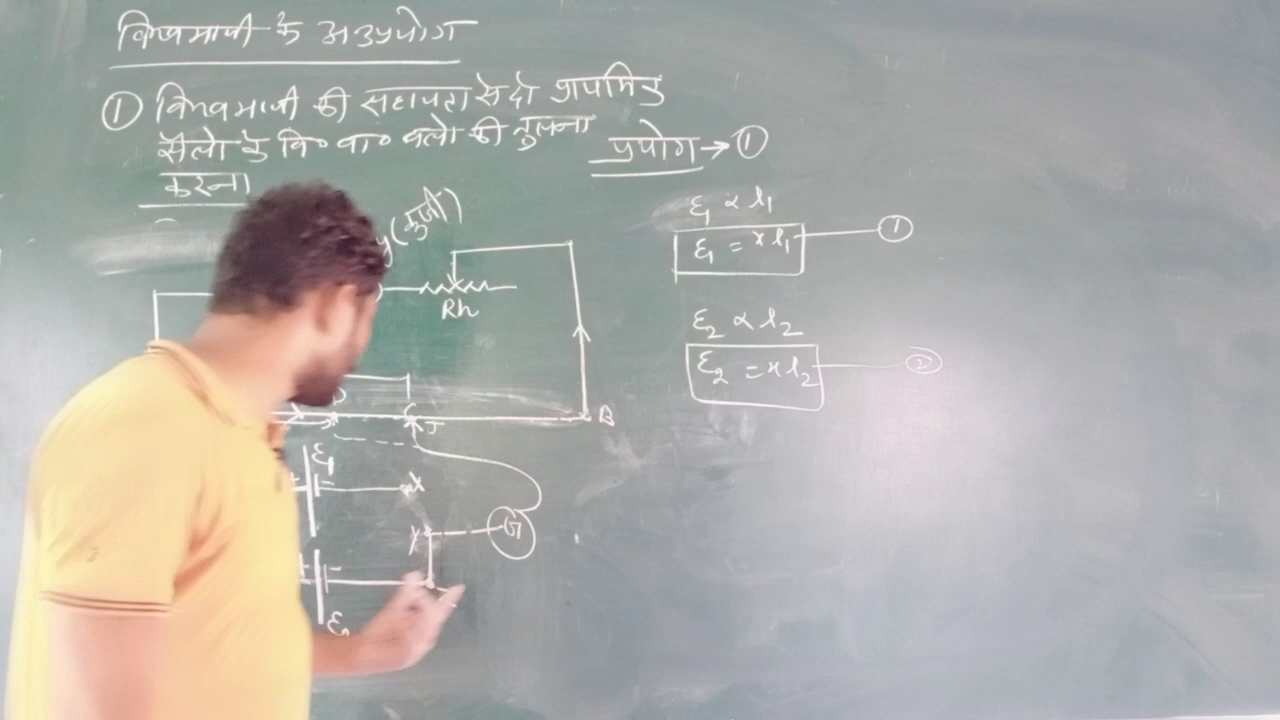 विभवमापी के अनुप्रयोग
① विभवमापी की सहायता से दो प्राथमिक
सैलो के वि० वा० बलो की तुलना
करना
प्रयोग → ①
(कुंजी)
Rh
B
J
ε₁
x
y
G
ε₁ ∝ l₁
ε₁ = x l₁ ①
ε₂ ∝ l₂
ε₂ = x l₂ ②